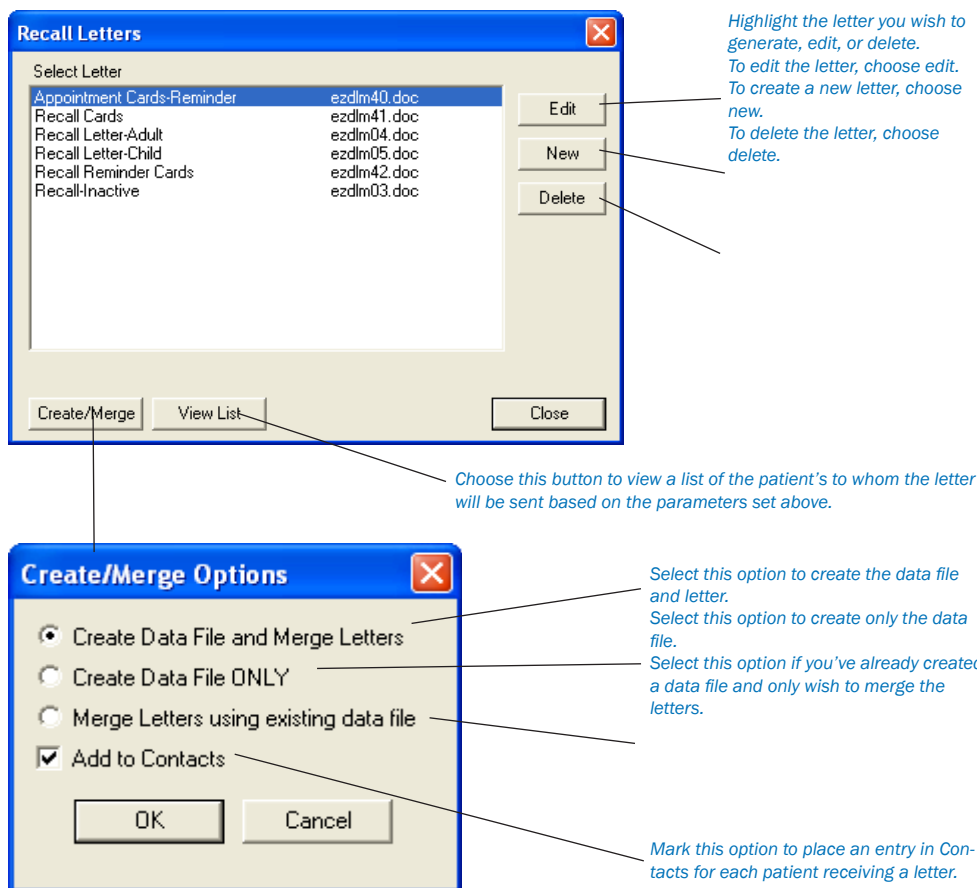 Recall Letters
Highlight the letter you wish to
generate, edit, or delete.
To edit the letter, choose edit.
To create a new letter, choose
new.
To delete the letter, choose
delete.
Select Letter
Appointment Cards-Reminder ezdlm40.doc
Recall Cards ezdlm41.doc
Recall Letter-Adult ezdlm04.doc
Recall Letter-Child ezdlm05.doc
Recall Reminder Cards ezdlm42.doc
Recall-Inactive ezdlm03.doc
Edit
New
Delete
Create/Merge View List Close
Choose this button to view a list of the patient's to whom the letter
will be sent based on the parameters set above.
Create/Merge Options
Create Data File and Merge Letters
Create Data File ONLY
Merge Letters using existing data file
Add to Contacts
OK Cancel
Select this option to create the data file
and letter.
Select this option to create only the data
file.
Select this option if you've already created
a data file and only wish to merge the
letters.
Mark this option to place an entry in Con-
tacts for each patient receiving a letter.